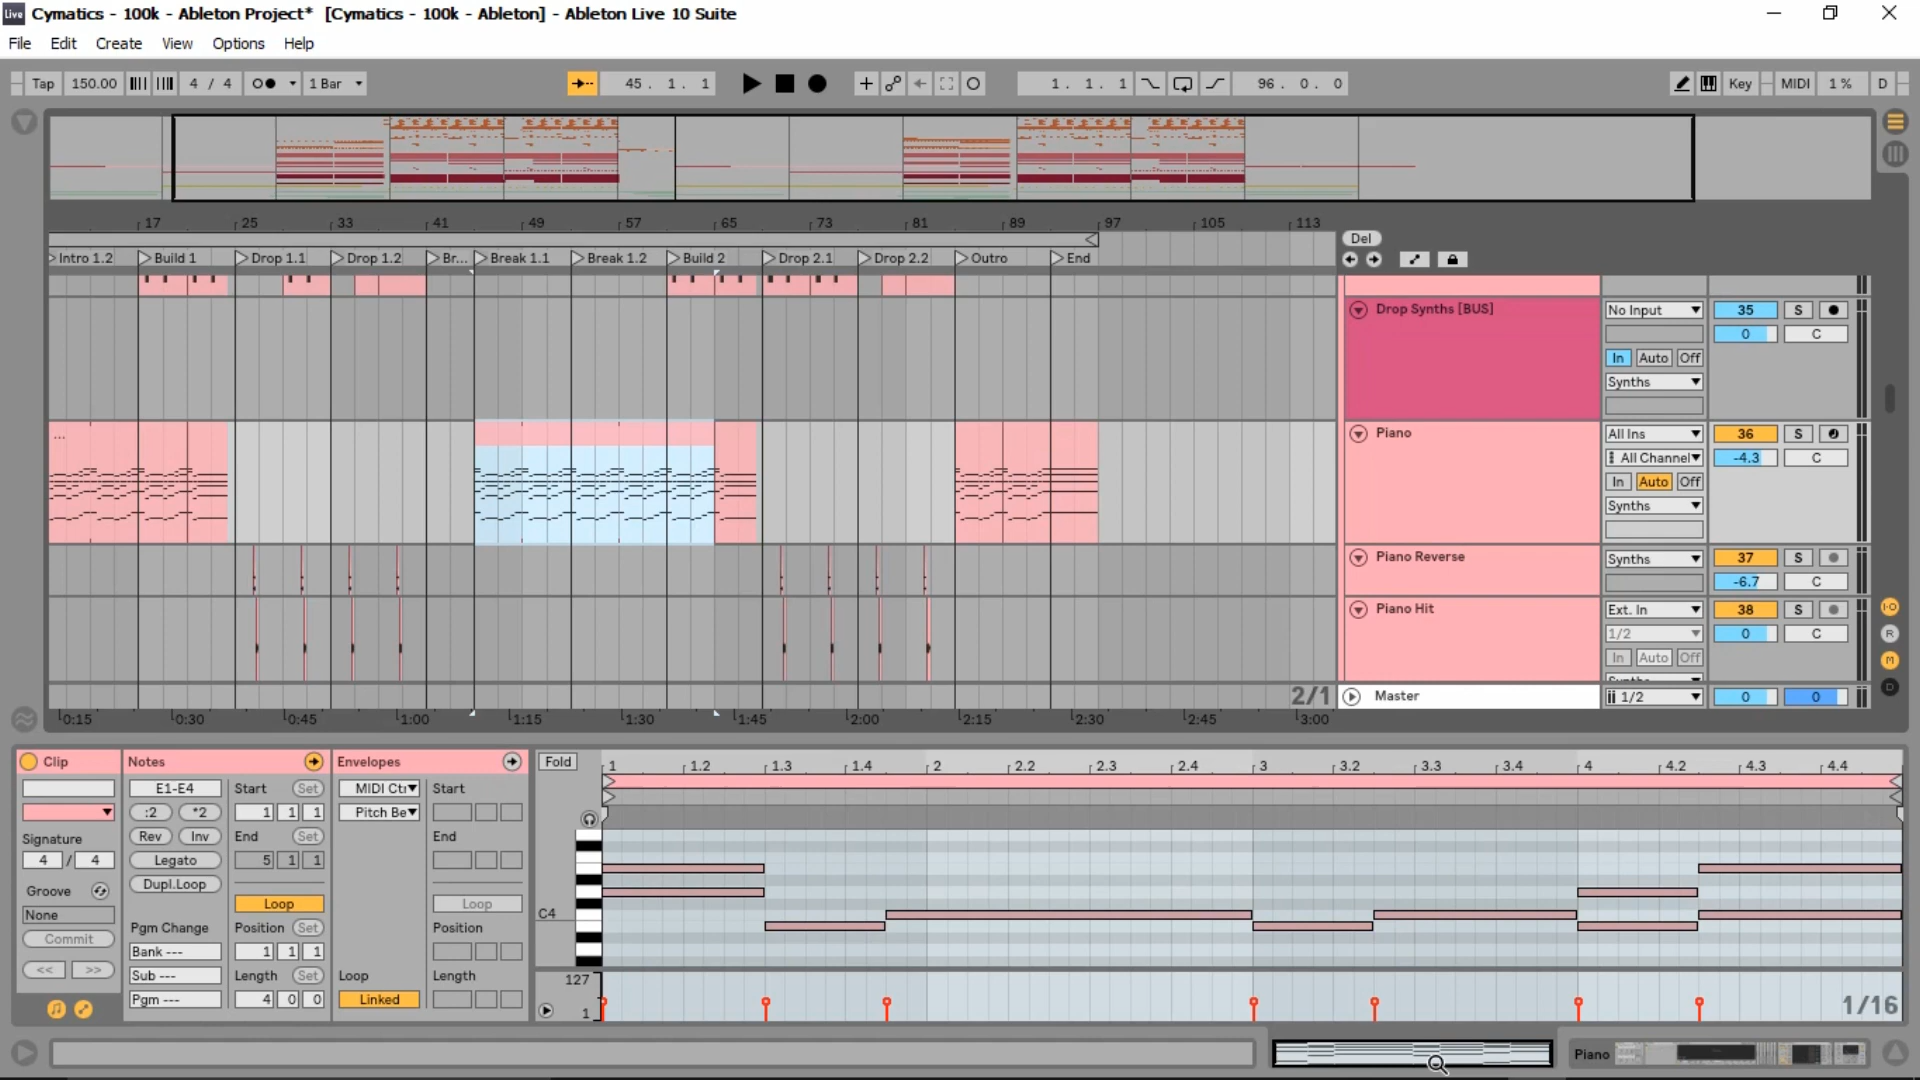 Live Cymatics - 100k - Ableton Project* [Cymatics - 100k - Ableton] - Ableton Live 10 Suite
File Edit Create View Options Help
Tap 150.00 4 / 4 1 Bar 45. 1. 1 1. 1. 1 96. 0. 0 Key MIDI 1 % D
17 25 33 41 49 57 65 73 81 89 97 105 113
Del
Intro 1.2 Build 1 Drop 1.1 Drop 1.2 Br... Break 1.1 Break 1.2 Build 2 Drop 2.1 Drop 2.2 Outro End
Drop Synths [BUS] No Input 35 S
0 C
In Auto Off
Synths
...
Piano All Ins 36 S
All Channel -4.3 C
In Auto Off
Synths
Piano Reverse Synths 37 S
-6.7 C
Piano Hit Ext. In 38 S
1/2 0 C
In Auto Off
2/1 Master 1/2 0 0
0:15 0:30 0:45 1:00 1:15 1:30 1:45 2:00 2:15 2:30 2:45 3:00
I·O
R
M
D
Clip Notes Envelopes Fold 1 1.2 1.3 1.4 2 2.2 2.3 2.4 3 3.2 3.3 3.4 4 4.2 4.3 4.4
E1-E4 Start Set MIDI Ctr Start
:2 *2 1 1 1 Pitch Be
Signature Rev Inv End Set End
4 / 4 Legato 5 1 1
Groove Dupl.Loop
None Loop Loop
Commit Pgm Change Position Set Position
Bank --- 1 1 1
<< >> Sub --- Length Set Loop Length
Pgm --- 4 0 0 Linked
C4
127
1 1/16
Piano